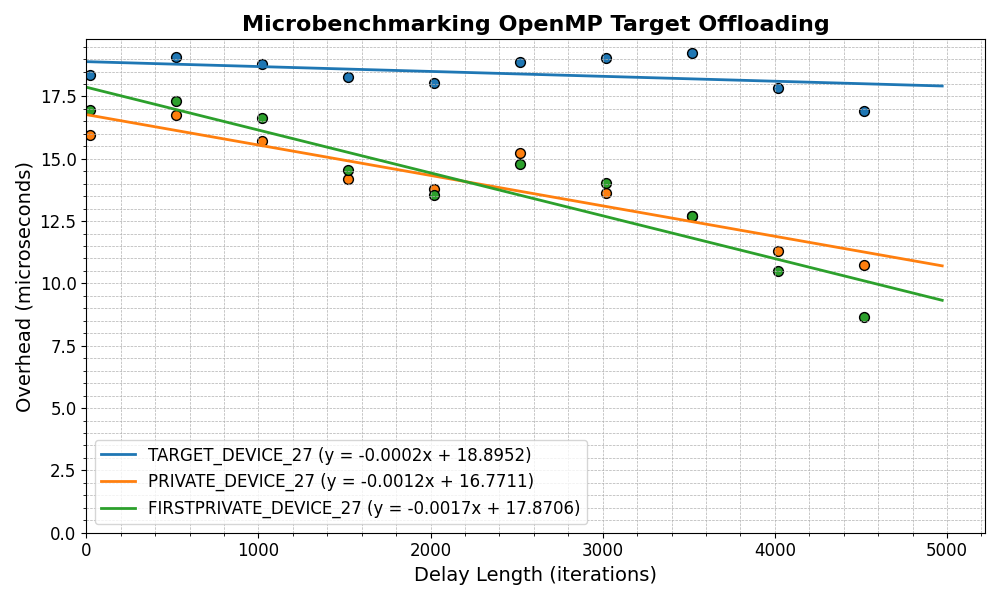 Microbenchmarking OpenMP Target Offloading
Overhead (microseconds)
17.5
15.0
12.5
10.0
7.5
5.0
2.5
0.0
TARGET_DEVICE_27 (y = -0.0002x + 18.8952)
PRIVATE_DEVICE_27 (y = -0.0012x + 16.7711)
FIRSTPRIVATE_DEVICE_27 (y = -0.0017x + 17.8706)
0 1000 2000 3000 4000 5000
Delay Length (iterations)